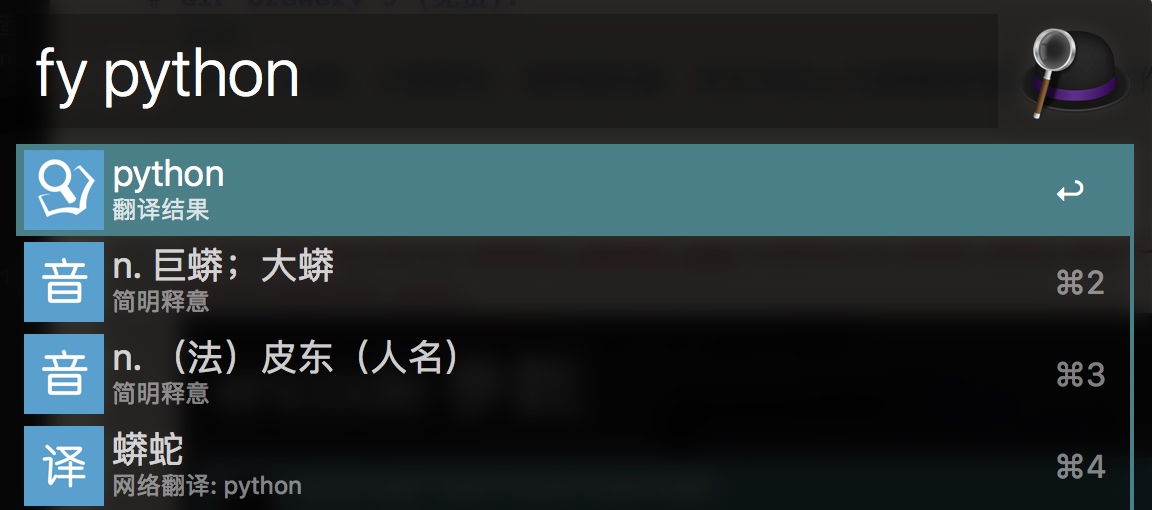 fy python
python
翻译结果
音
n. 巨蟒；大蟒
简明释意
⌘2
音
n. （法）皮东（人名）
简明释意
⌘3
译
蟒蛇
网络翻译: python
⌘4